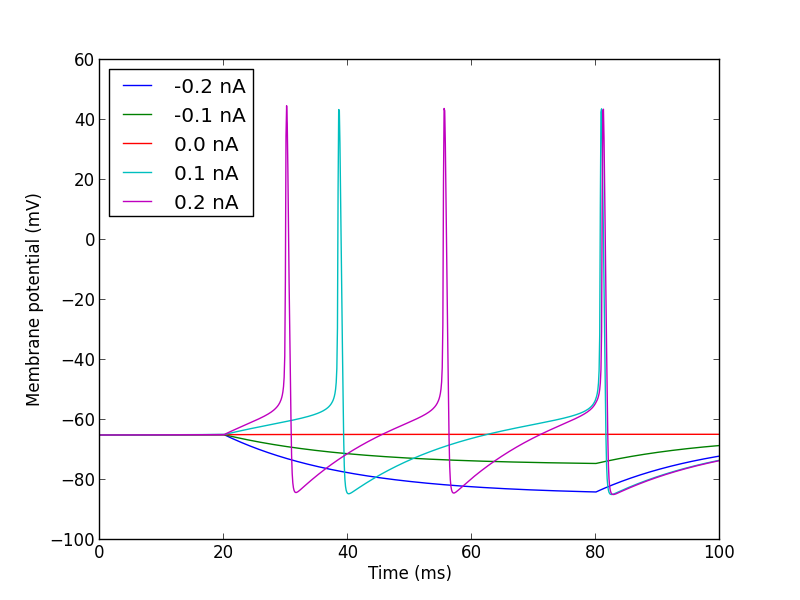 60
40
20
0
−20
−40
−60
−80
−100
Membrane potential (mV)
-0.2 nA
-0.1 nA
0.0 nA
0.1 nA
0.2 nA
0 20 40 60 80 100
Time (ms)